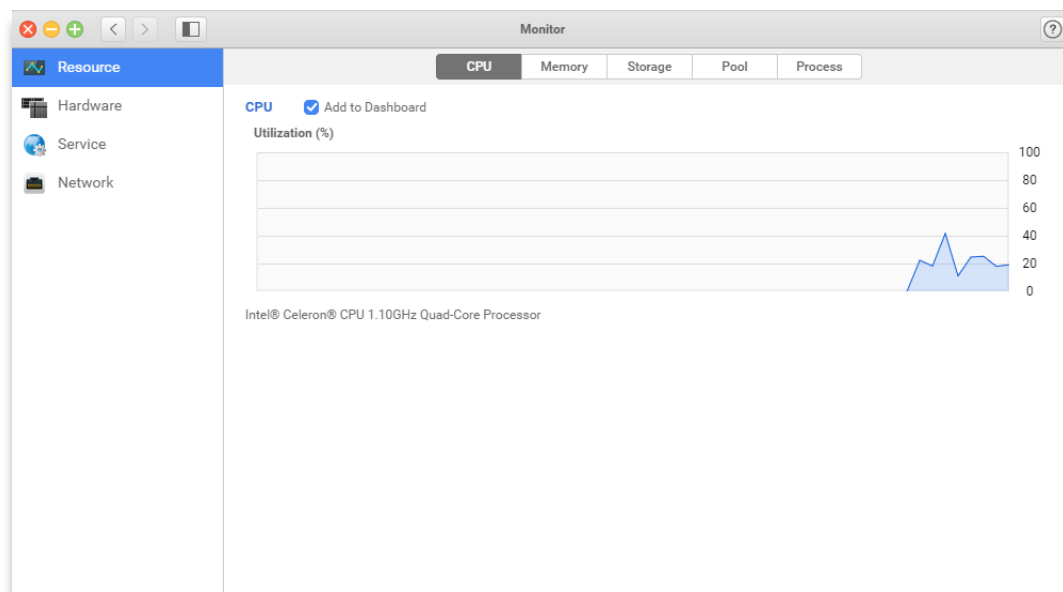 Monitor
?
Resource
Hardware
Service
Network
CPU Memory Storage Pool Process
CPU Add to Dashboard
Utilization (%)
100
80
60
40
20
0
Intel® Celeron® CPU 1.10GHz Quad-Core Processor